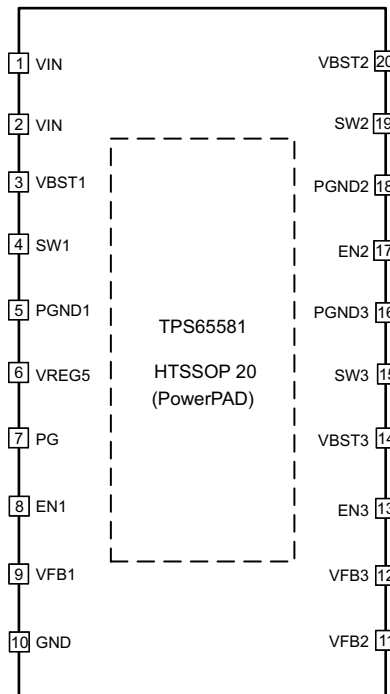 1 VIN
2 VIN
3 VBST1
4 SW1
5 PGND1
6 VREG5
7 PG
8 EN1
9 VFB1
10 GND
TPS65581
HTSSOP 20
(PowerPAD)
VBST2 20
SW2 19
PGND2 18
EN2 17
PGND3 16
SW3 15
VBST3 14
EN3 13
VFB3 12
VFB2 11